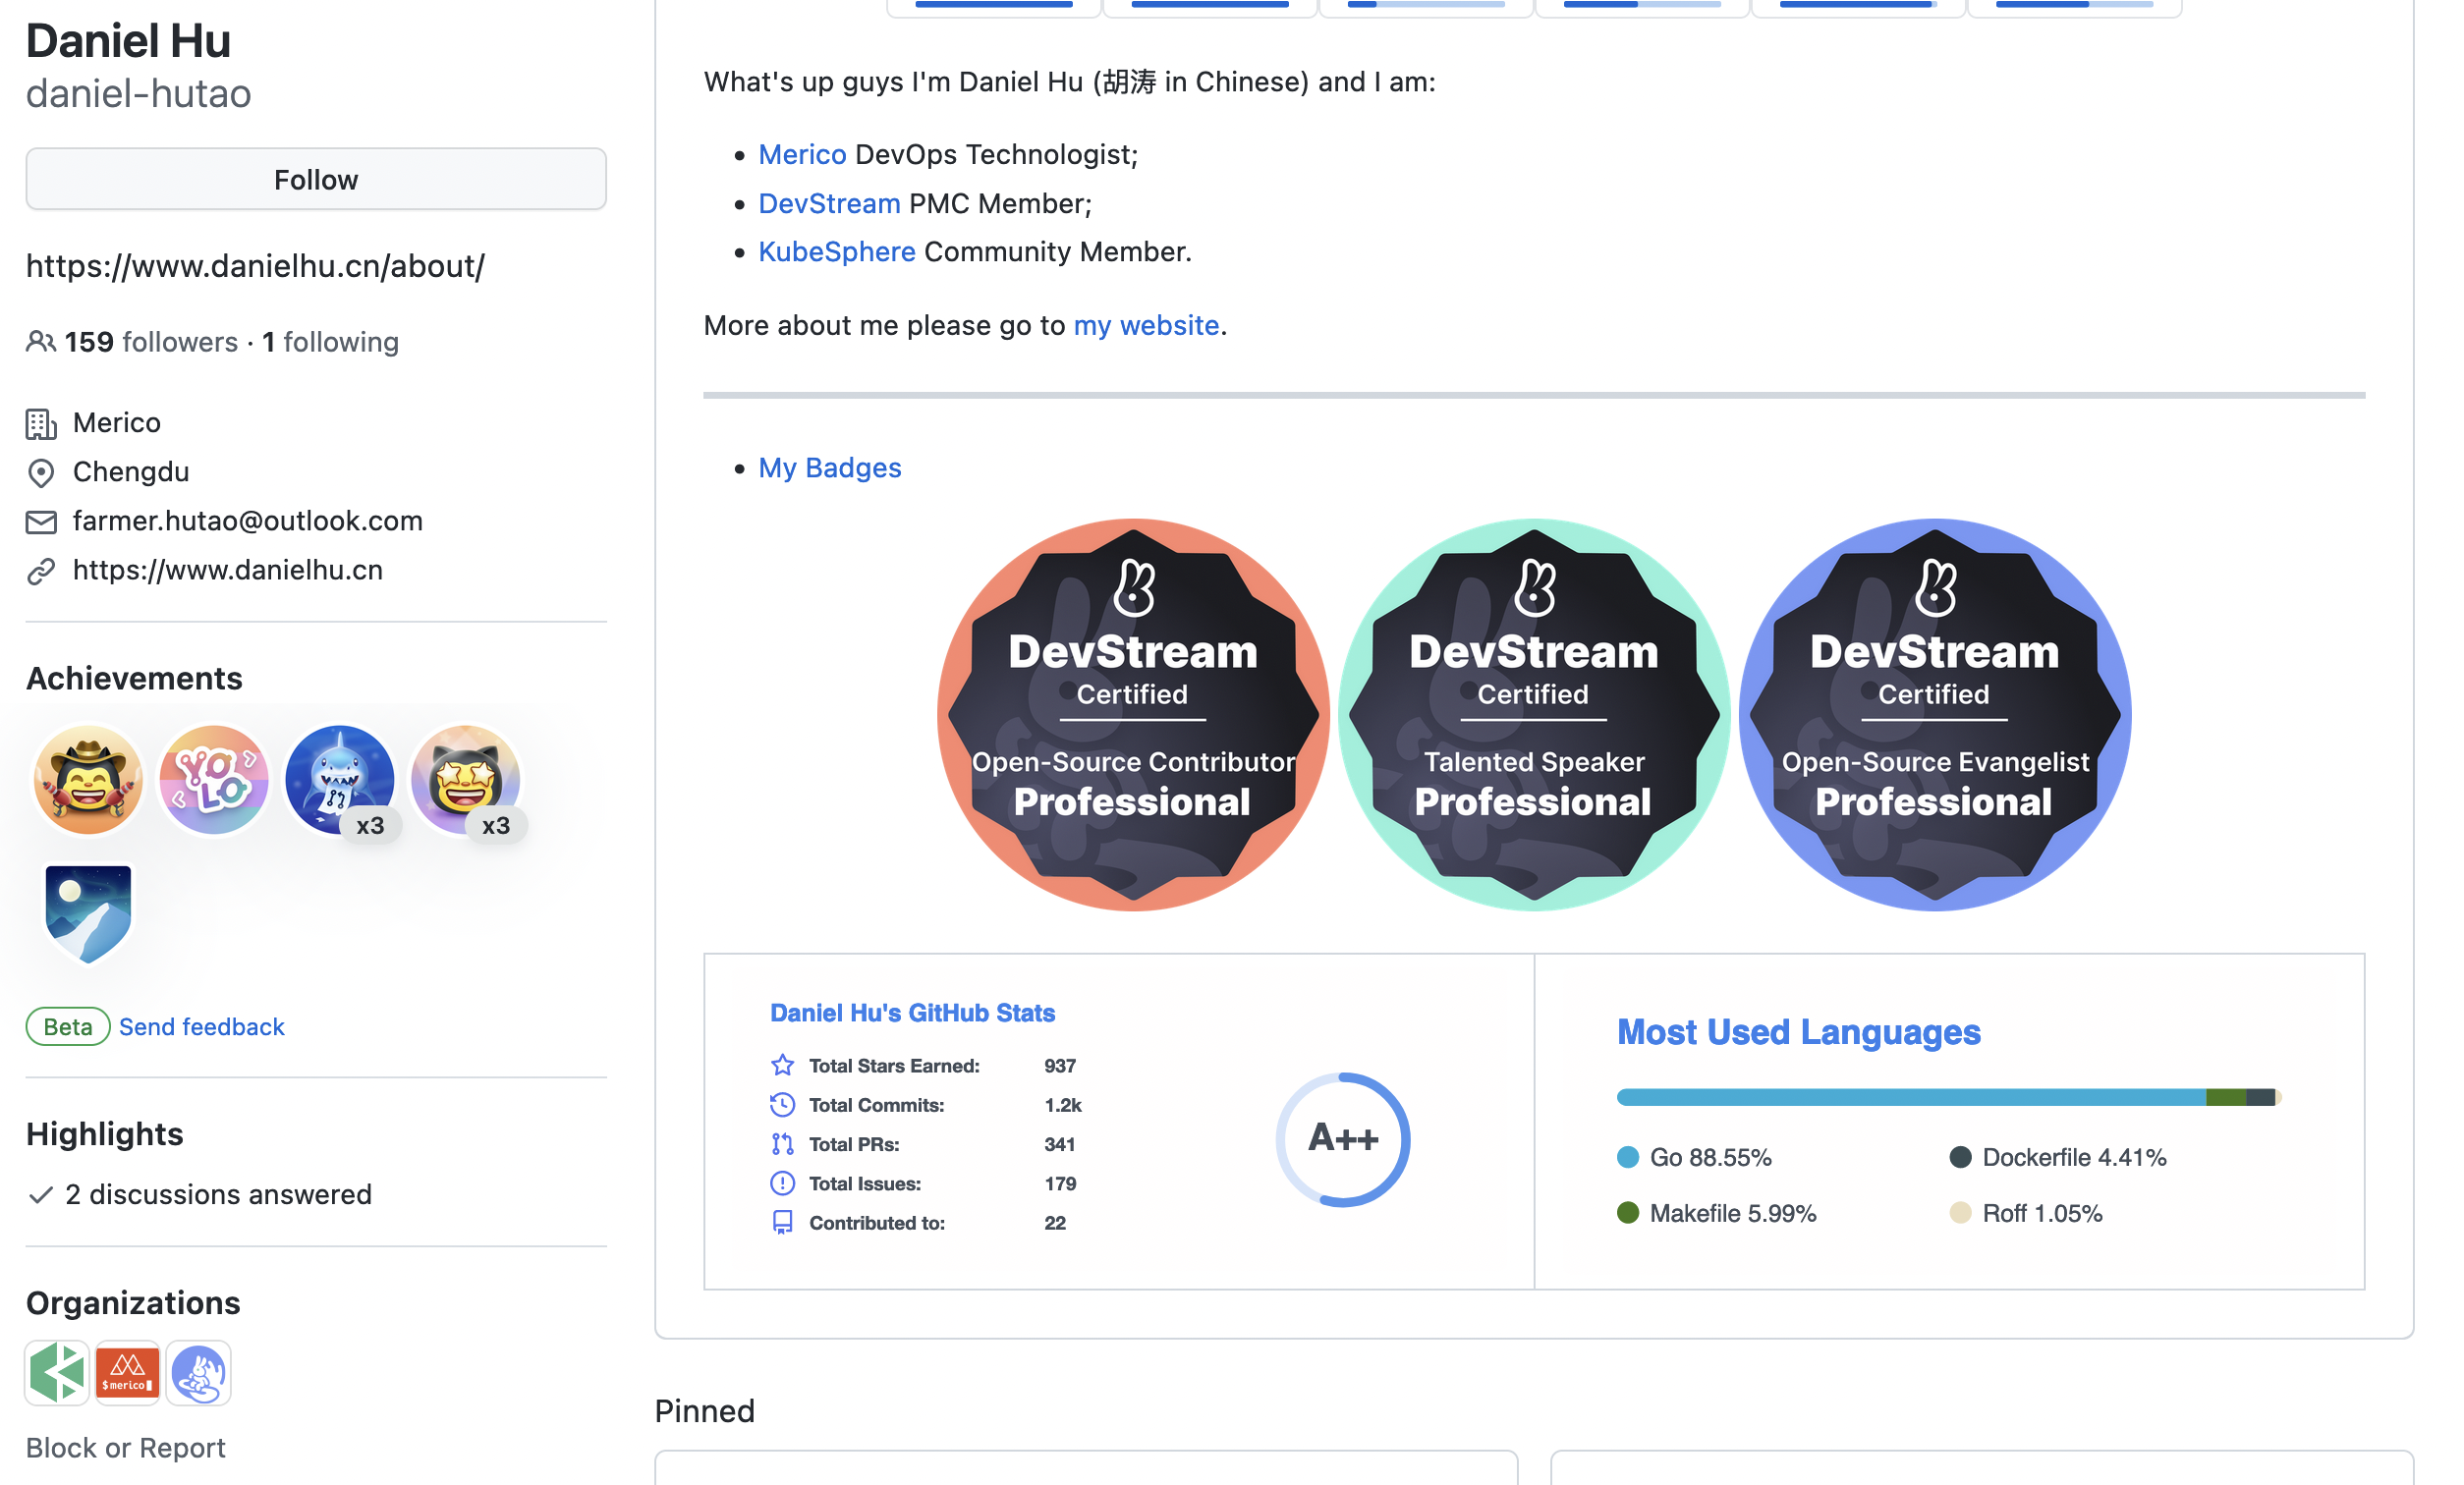 Daniel Hu
daniel-hutao
Follow
https://www.danielhu.cn/about/
159 followers · 1 following
Merico
Chengdu
farmer.hutao@outlook.com
https://www.danielhu.cn
Achievements
YOLO
x3
x3
Beta Send feedback
Highlights
2 discussions answered
Organizations
$ merico
Block or Report
What's up guys I'm Daniel Hu (胡涛 in Chinese) and I am:
• Merico DevOps Technologist;
• DevStream PMC Member;
• KubeSphere Community Member.
More about me please go to my website.
• My Badges
DevStream
Certified
Open-Source Contributor
Professional
DevStream
Certified
Talented Speaker
Professional
DevStream
Certified
Open-Source Evangelist
Professional
Daniel Hu's GitHub Stats
Total Stars Earned: 937
Total Commits: 1.2k
Total PRs: 341
Total Issues: 179
Contributed to: 22
A++
Most Used Languages
Go 88.55%
Dockerfile 4.41%
Makefile 5.99%
Roff 1.05%
Pinned